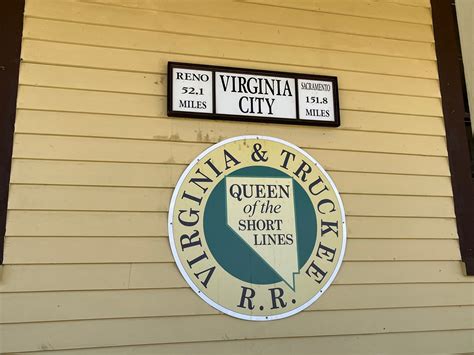 RENO
52.1
MILES
VIRGINIA
CITY
SACRAMENTO
151.8
MILES
VIRGINIA & TRUCKEE
R.R.
QUEEN
of the
SHORT
LINES